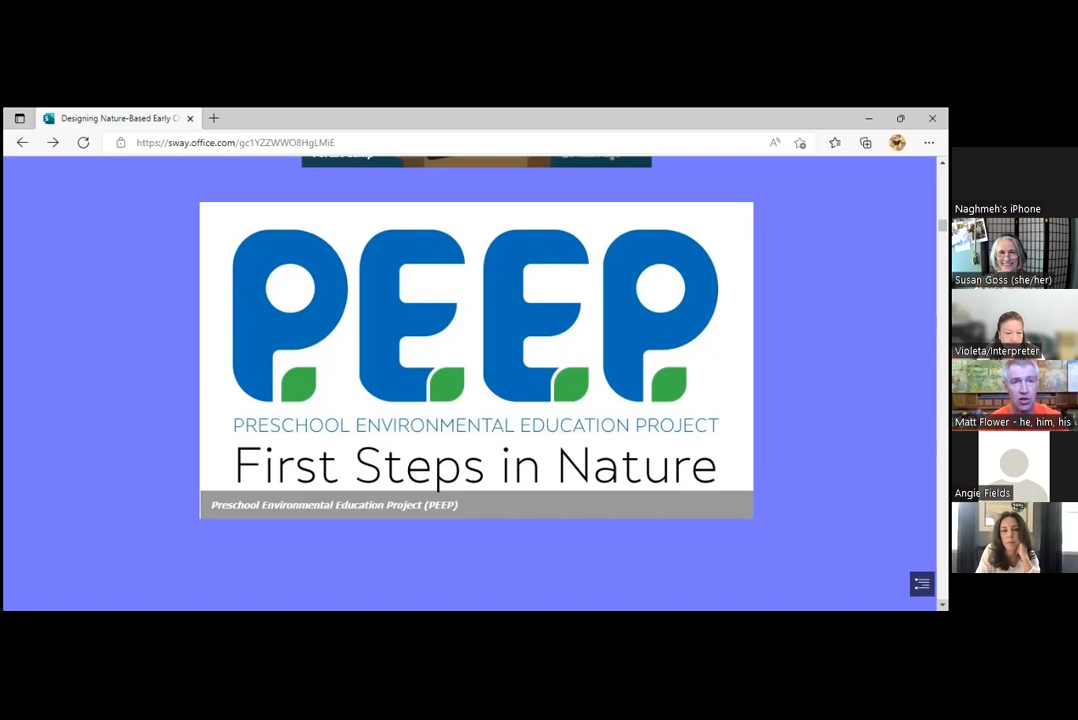 Designing Nature-Based Early C
https://sway.office.com/gc1YZZWWO8HgLMiE
PEEP
PRESCHOOL ENVIRONMENTAL EDUCATION PROJECT
First Steps in Nature
Preschool Environmental Education Project (PEEP)
Naghmeh's iPhone
Susan Goss (she/her)
Violeta/Interpreter
Matt Flower - he, him, his
Angie Fields